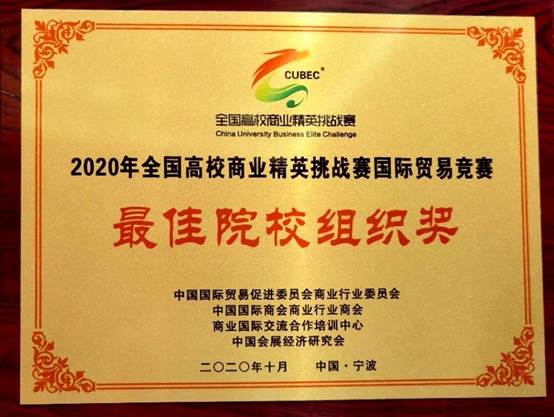 CUBEC®
全国高校商业精英挑战赛
China University Business Elite Challenge
2020年全国高校商业精英挑战赛国际贸易竞赛
最佳院校组织奖
中国国际贸易促进委员会商业行业委员会
中国国际商会商业行业商会
商业国际交流合作培训中心
中国会展经济研究会
二〇二〇年十月 中国·宁波